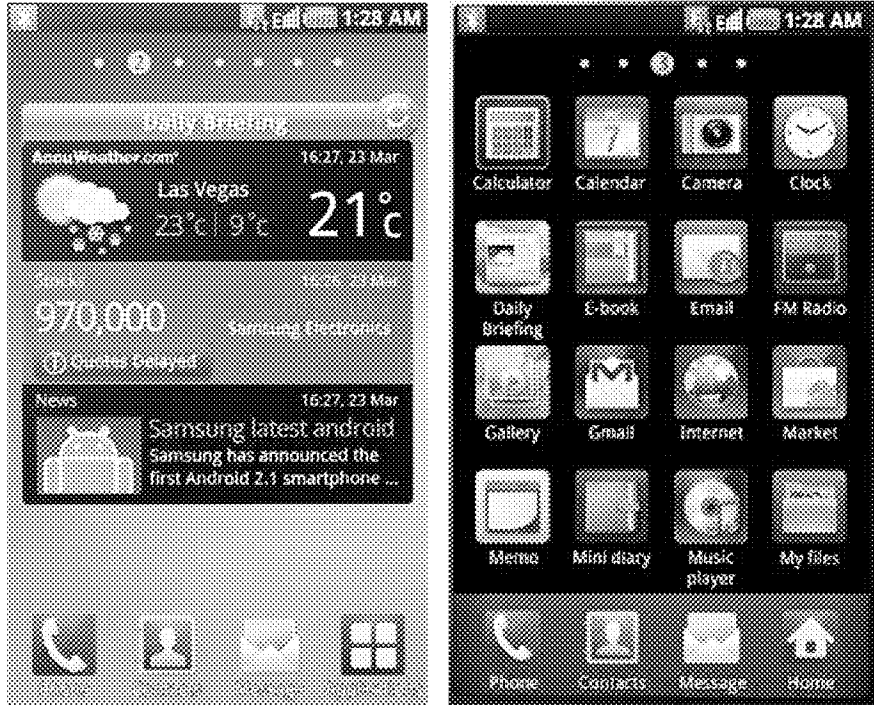 1:28 AM
2
Daily Briefing
AccuWeather.com 16:27, 23 Mar
Las Vegas
23°c | 9°c
21°c
Stock
970,000
Samsung Electronics
Quotes Delayed
News 16:27, 23 Mar
Samsung latest android
Samsung has announced the
first Android 2.1 smartphone ...
1:28 AM
3
Calculator Calendar Camera Clock
Daily Briefing E-book Email FM Radio
Gallery Gmail Internet Market
Memo Mini diary Music player My files
Phone Contacts Message Home